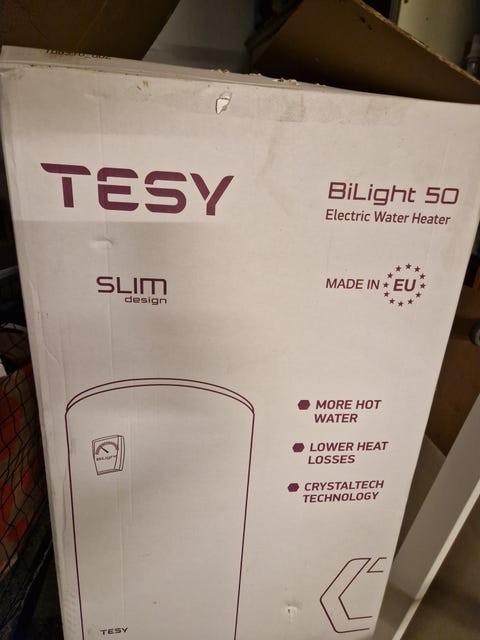 TESY
BiLight 50
Electric Water Heater
SLIM
design
MADE IN EU
MORE HOT
WATER
LOWER HEAT
LOSSES
CRYSTALTECH
TECHNOLOGY
BiLight
TESY